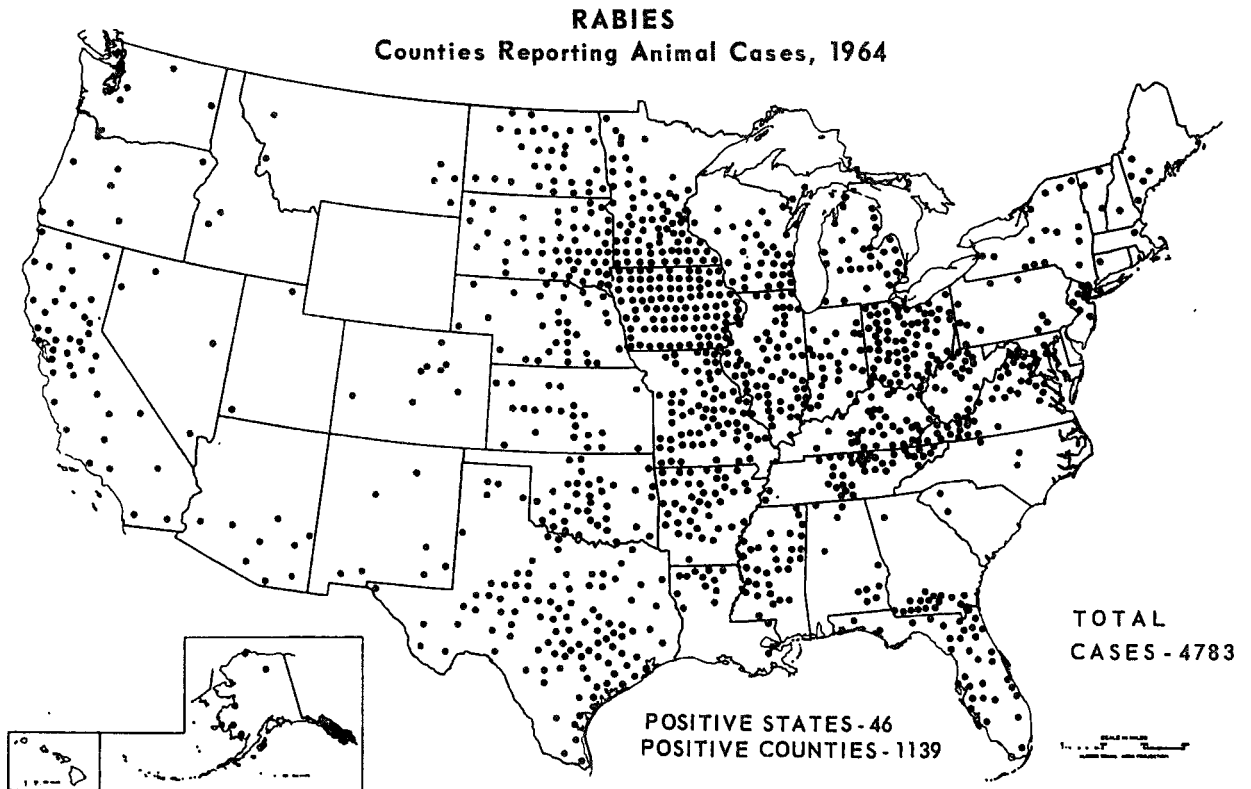 RABIES
Counties Reporting Animal Cases, 1964
TOTAL
CASES - 4783
POSITIVE STATES - 46
POSITIVE COUNTIES - 1139